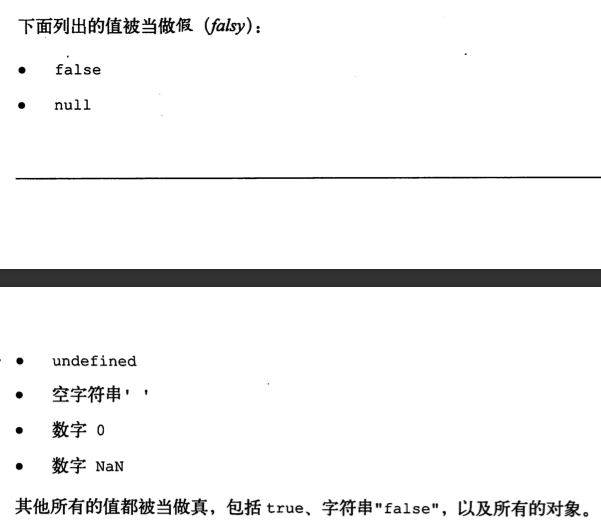 下面列出的值被当做假（falsy）：
● false
● null
● undefined
● 空字符串' '
● 数字 0
● 数字 NaN
其他所有的值都被当做真，包括 true、字符串"false"，以及所有的对象。